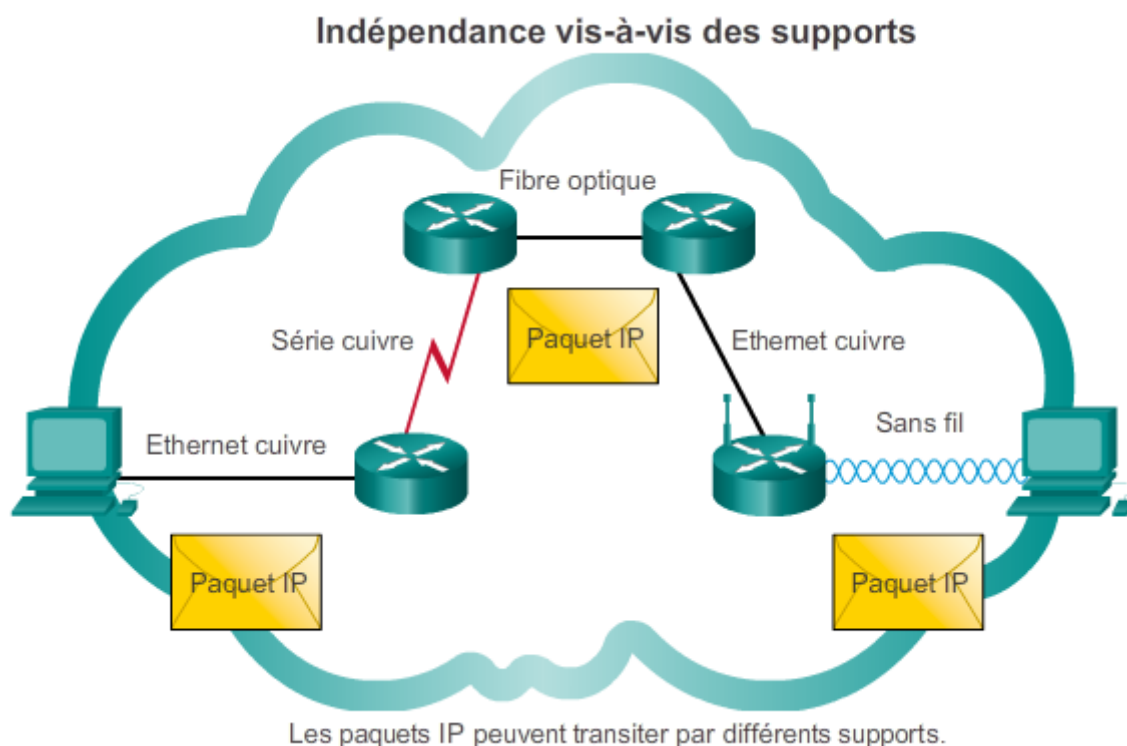 Indépendance vis-à-vis des supports
Fibre optique
Série cuivre
Paquet IP
Ethernet cuivre
Ethernet cuivre
Sans fil
Paquet IP
Paquet IP
Les paquets IP peuvent transiter par différents supports.